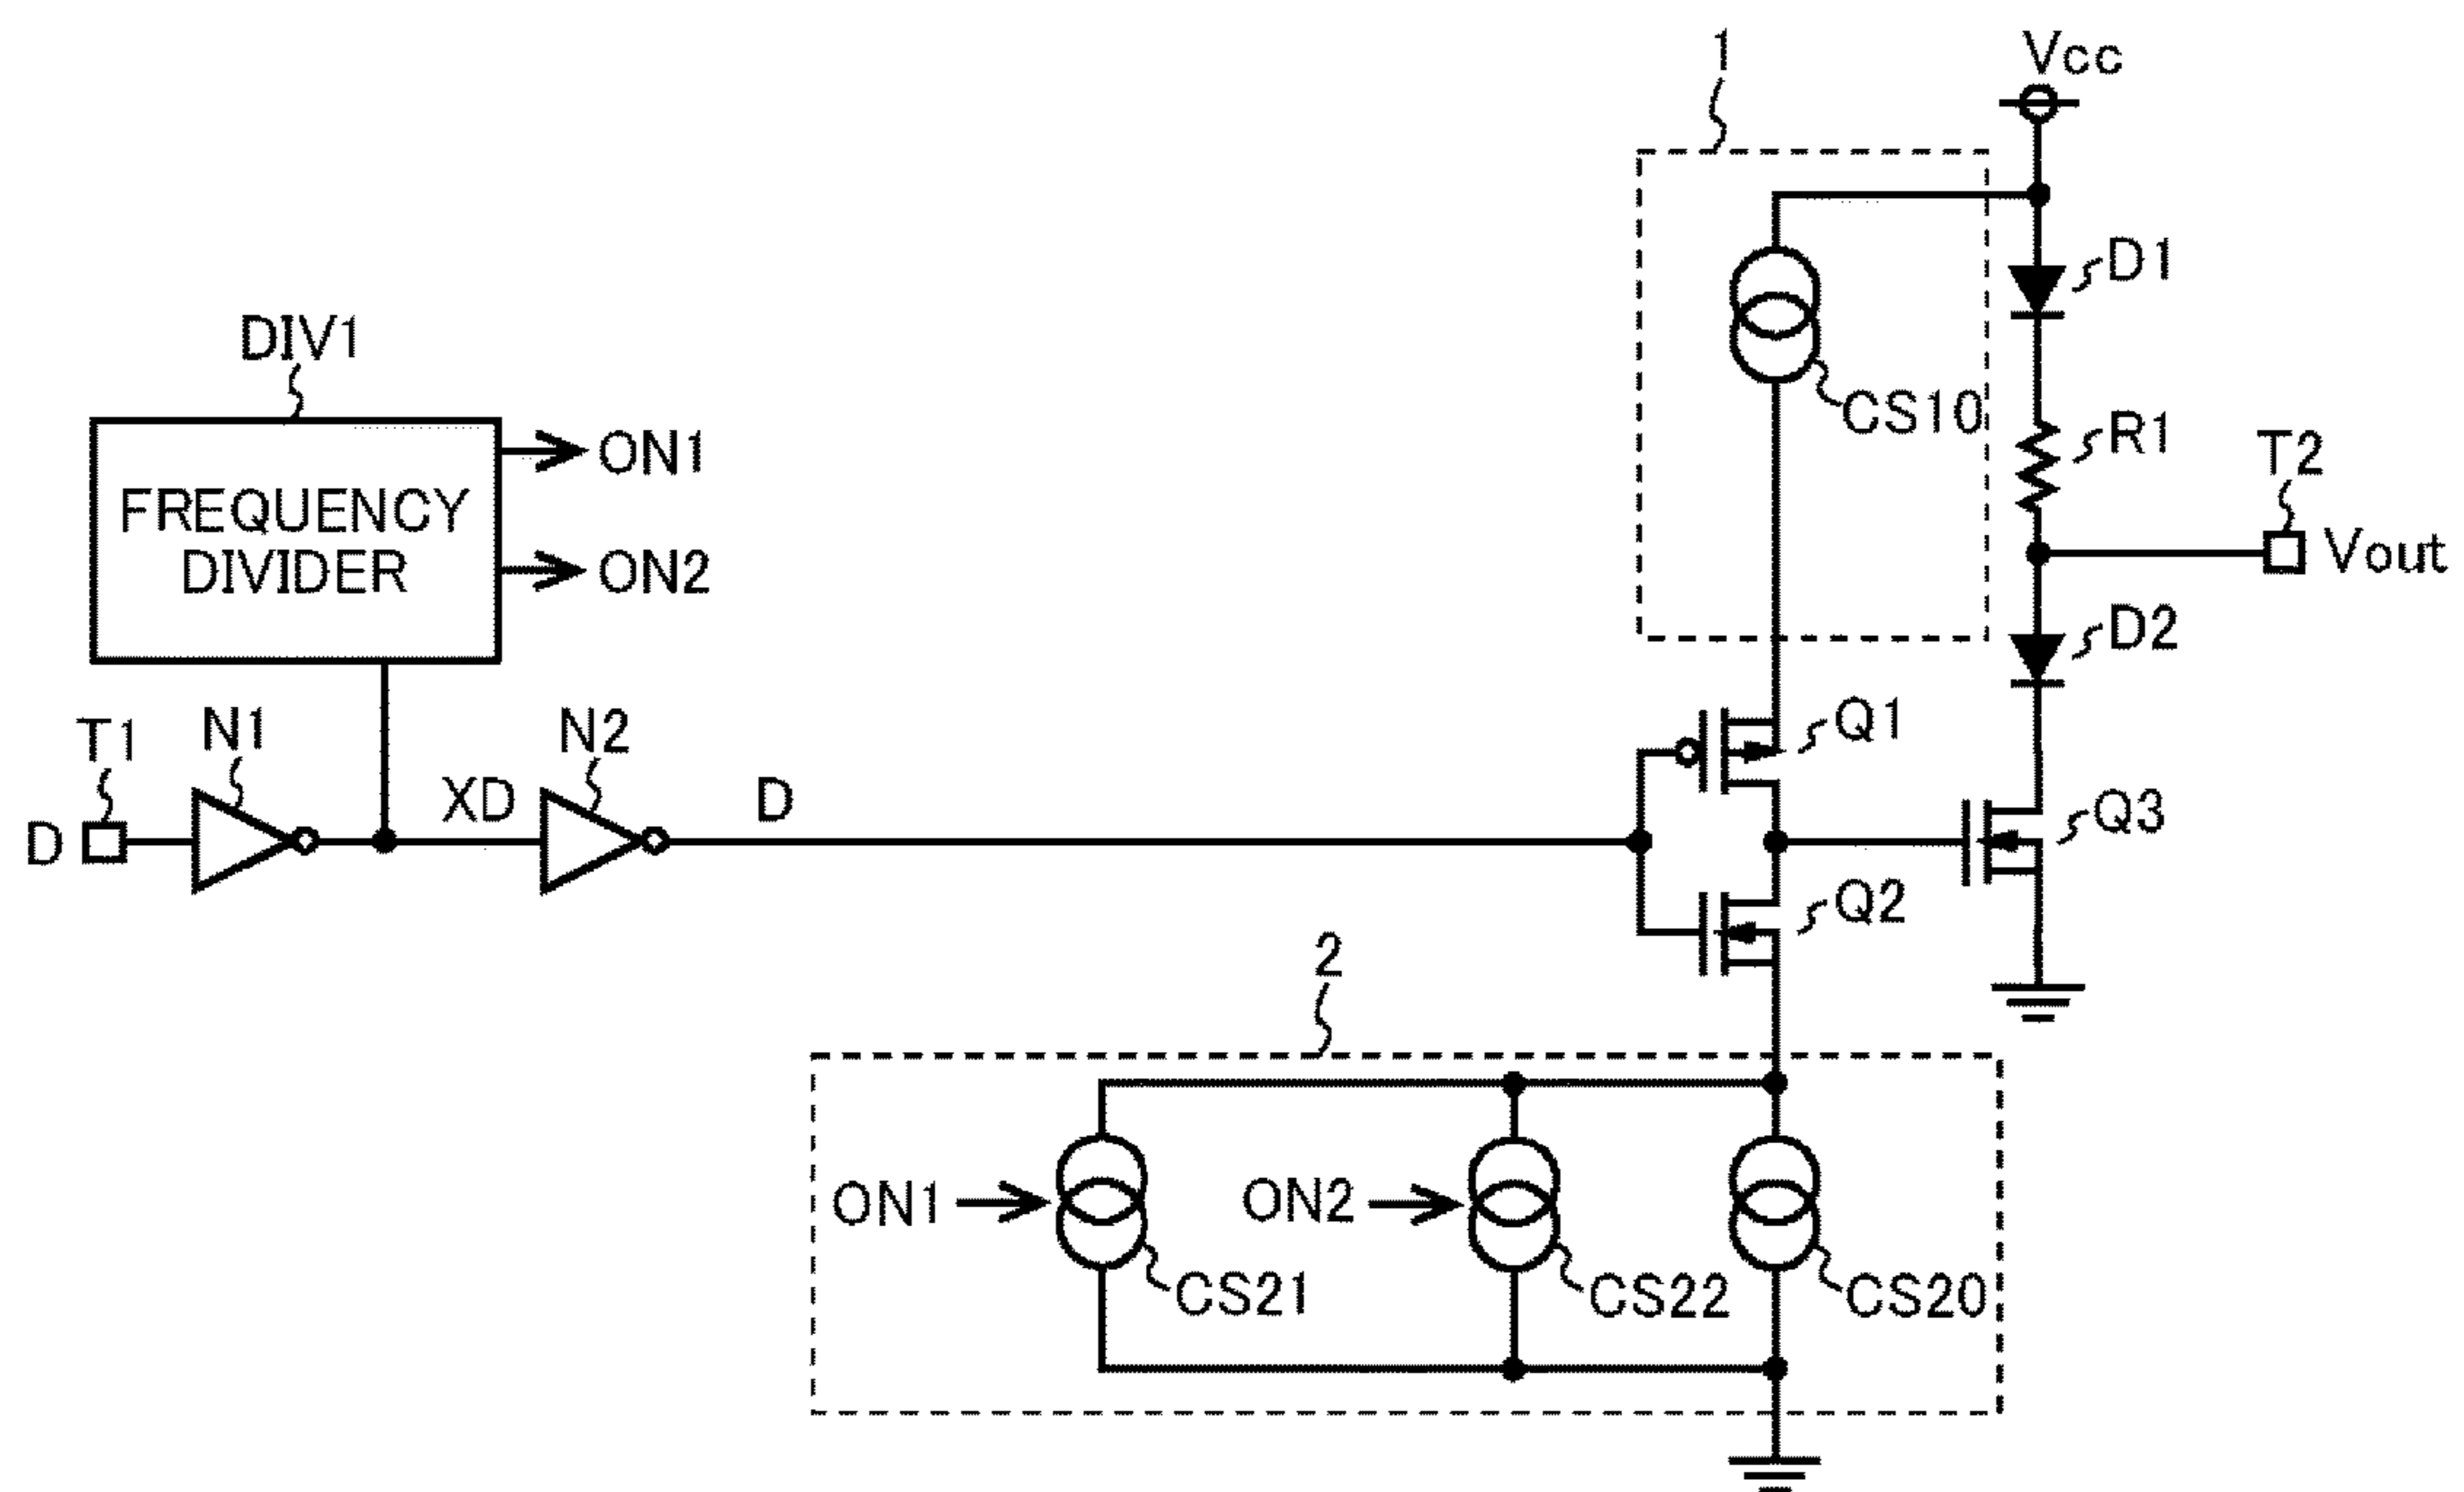 1
Vcc
D1
DIV1
CS10
R1
T2
ON1
FREQUENCY
DIVIDER
ON2
Vout
D2
T1
N1
N2
Q1
XD
D
Q3
D
Q2
2
ON1
ON2
CS21
CS22
CS20